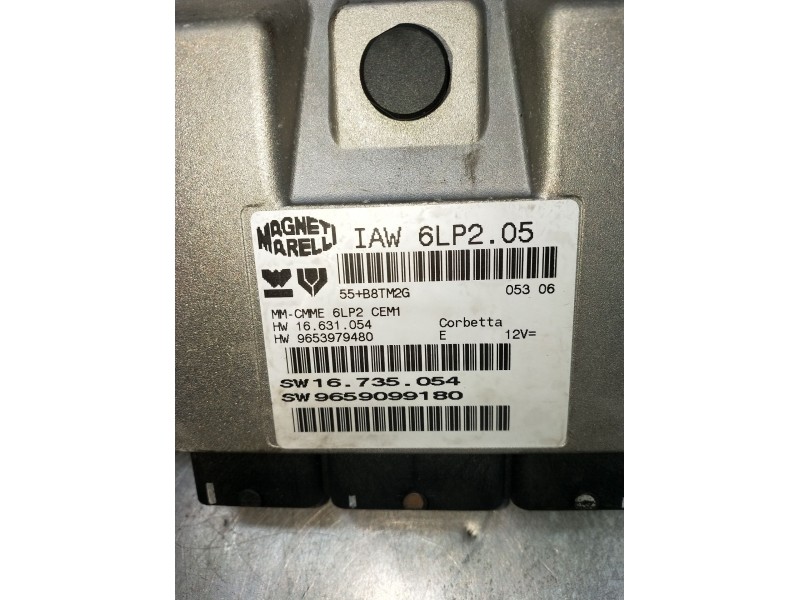 MAGNETI MARELLI
IAW 6LP2.05
55+B8TM2G
053 06
MM-CMME 6LP2 CEM1
HW 16.631.054
Corbetta
HW 9653979480
E
12V=
SW16.735.054
SW9659099180